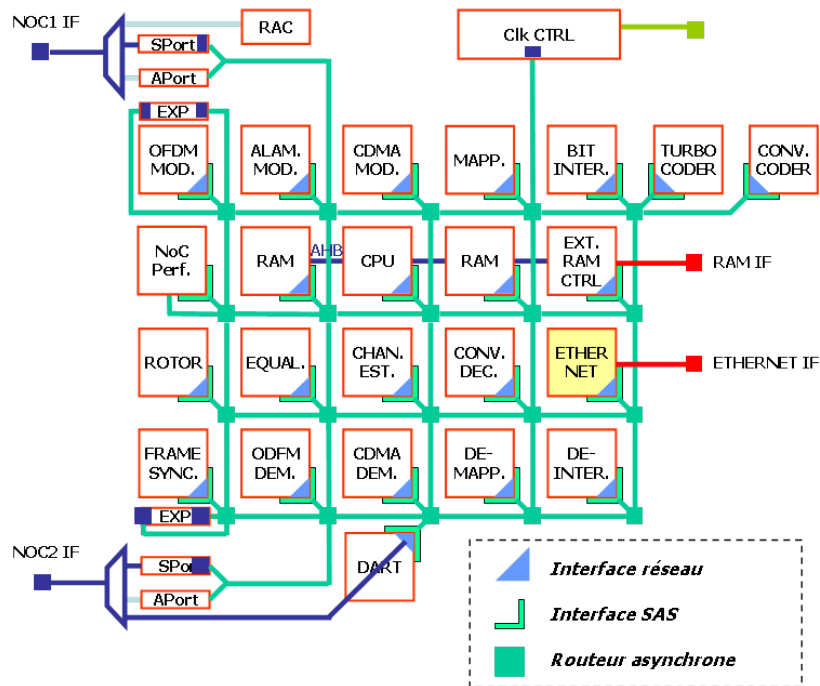 NOC1 IF
RAC
SPort
APort
EXP
Clk CTRL
OFDM
MOD.
ALAM.
MOD.
CDMA
MOD.
MAPP.
BIT
INTER.
TURBO
CODER
CONV.
CODER
NoC
Perf.
RAM
AHB
CPU
RAM
EXT.
RAM
CTRL
RAM IF
ROTOR
EQUAL.
CHAN.
EST.
CONV.
DEC.
ETHER
NET
ETHERNET IF
FRAME
SYNC.
ODFM
DEM.
CDMA
DEM.
DE-
MAPP.
DE-
INTER.
EXP
NOC2 IF
SPort
APort
DART
Interface réseau
Interface SAS
Routeur asynchrone